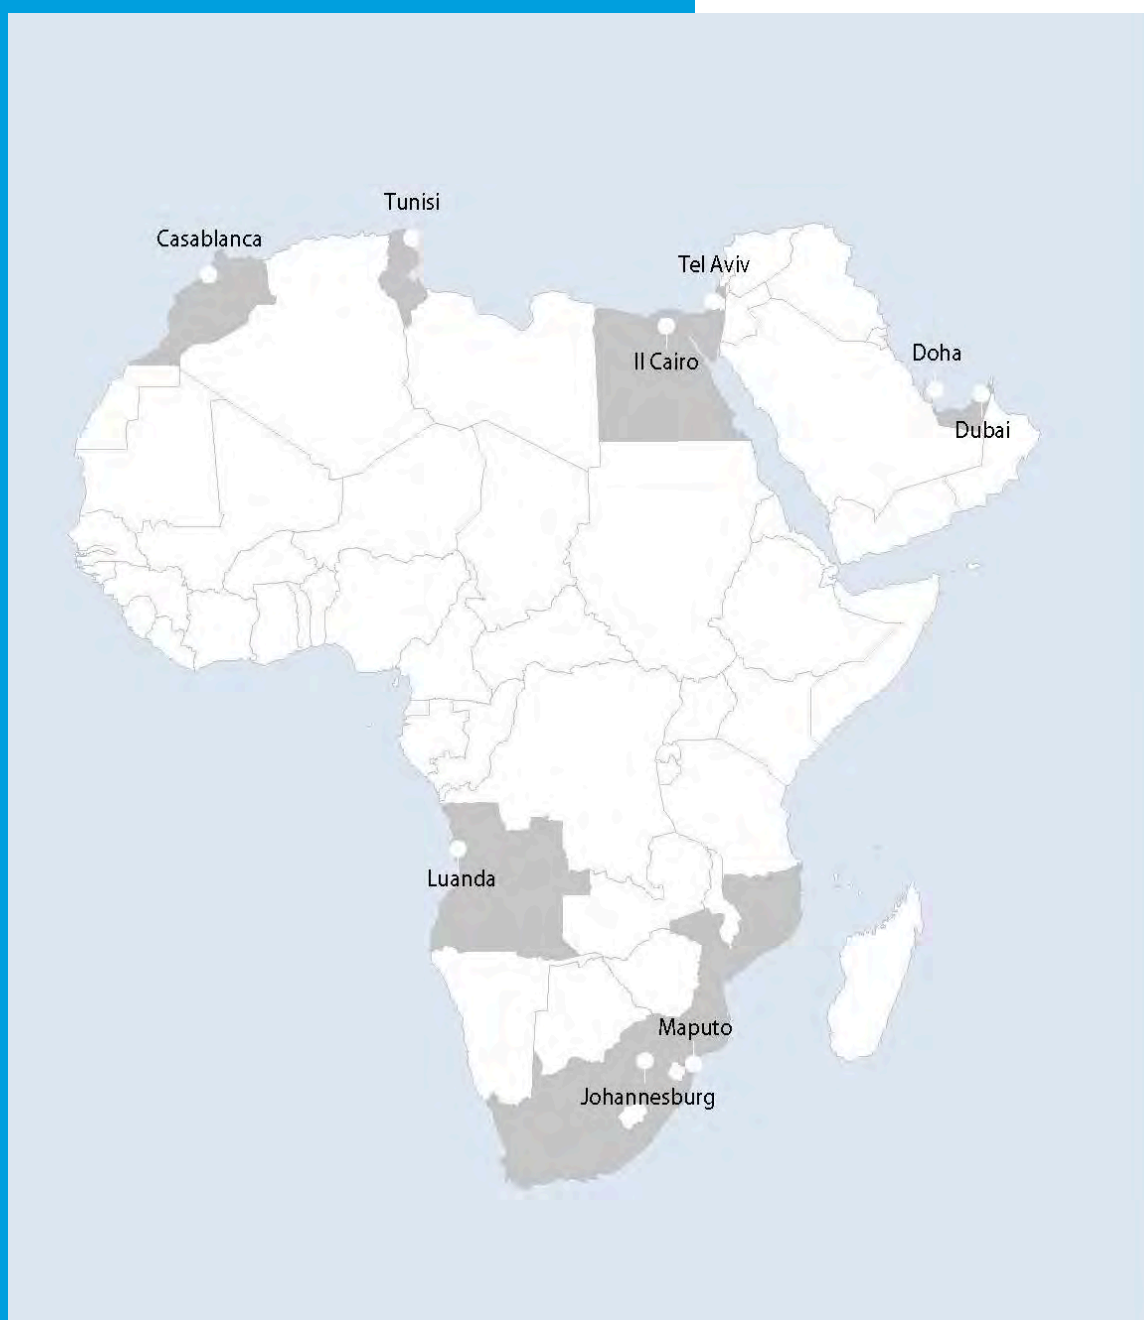 Tunisi
Casablanca
Tel Aviv
Il Cairo
Doha
Dubai
Luanda
Maputo
Johannesburg